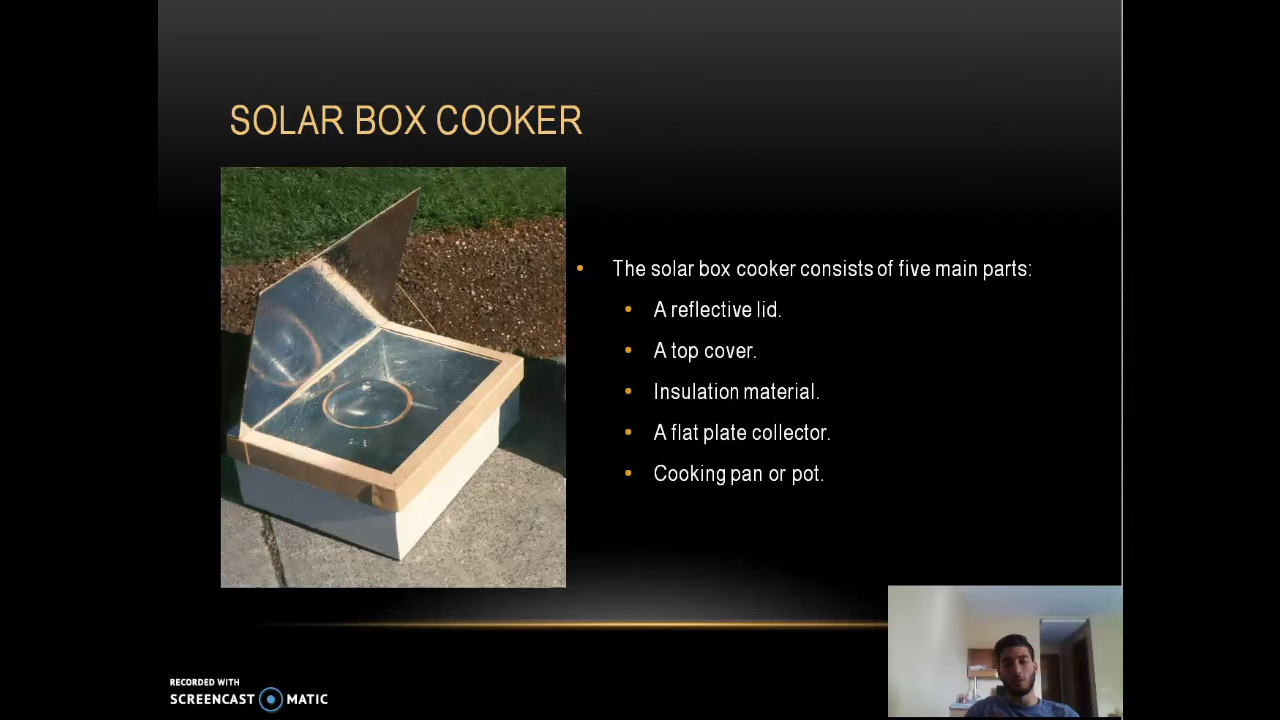 SOLAR BOX COOKER
The solar box cooker consists of five main parts:
A reflective lid.
A top cover.
Insulation material.
A flat plate collector.
Cooking pan or pot.
RECORDED WITH
SCREENCAST MATIC